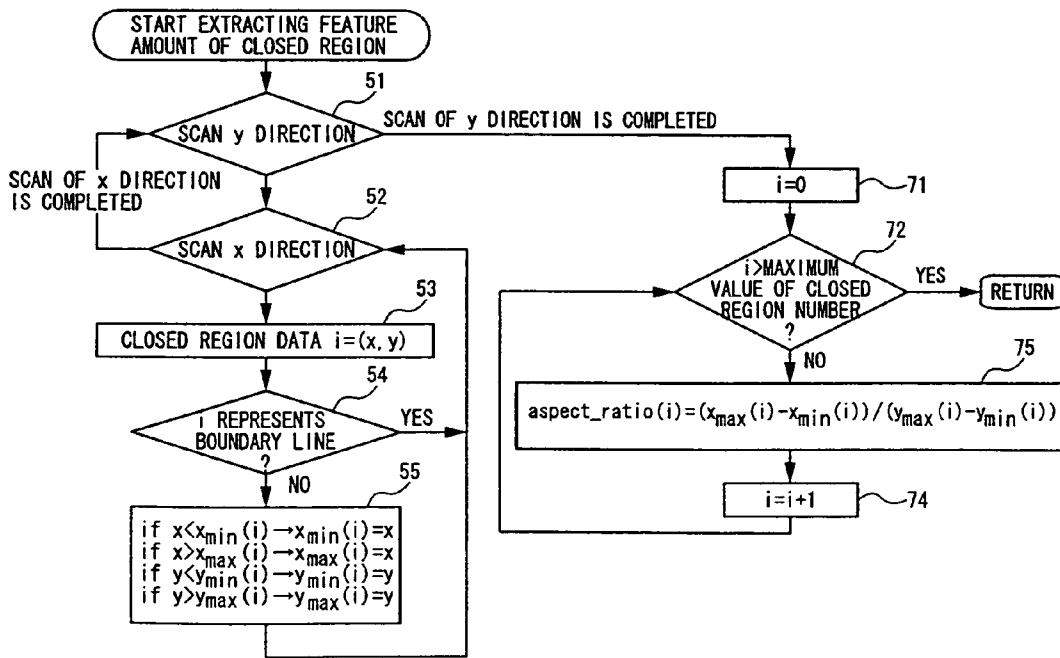 START EXTRACTING FEATURE
AMOUNT OF CLOSED REGION
51
SCAN y DIRECTION
SCAN OF y DIRECTION IS COMPLETED
SCAN OF x DIRECTION
IS COMPLETED
52
SCAN x DIRECTION
53
CLOSED REGION DATA i=(x, y)
54
i REPRESENTS
BOUNDARY LINE
?
YES
NO
55
if x<xmin(i)→xmin(i)=x
if x>xmax(i)→xmax(i)=x
if y<ymin(i)→ymin(i)=y
if y>ymax(i)→ymax(i)=y
i=0
71
72
i>MAXIMUM
VALUE OF CLOSED
REGION NUMBER
?
YES
RETURN
NO
75
aspect_ratio(i)=(xmax(i)-xmin(i))/(ymax(i)-ymin(i))
i=i+1
74